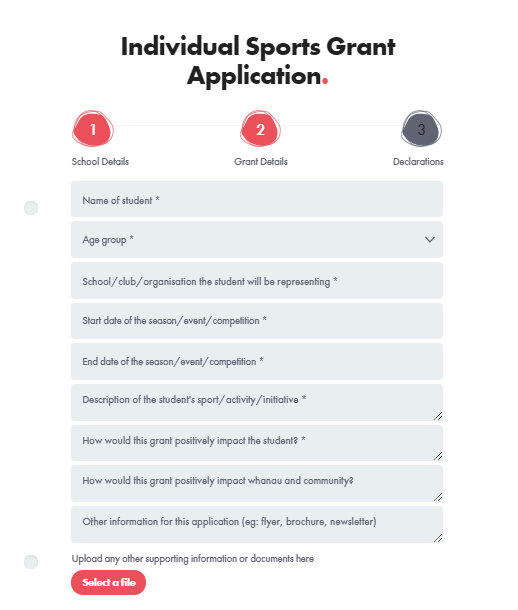 Individual Sports Grant
Application.
1 2 3
School Details Grant Details Declarations
Name of student *
Age group *
School/club/organisation the student will be representing *
Start date of the season/event/competition *
End date of the season/event/competition *
Description of the student's sport/activity/initiative *
How would this grant positively impact the student? *
How would this grant positively impact whanau and community?
Other information for this application (eg: flyer, brochure, newsletter)
Upload any other supporting information or documents here
Select a file